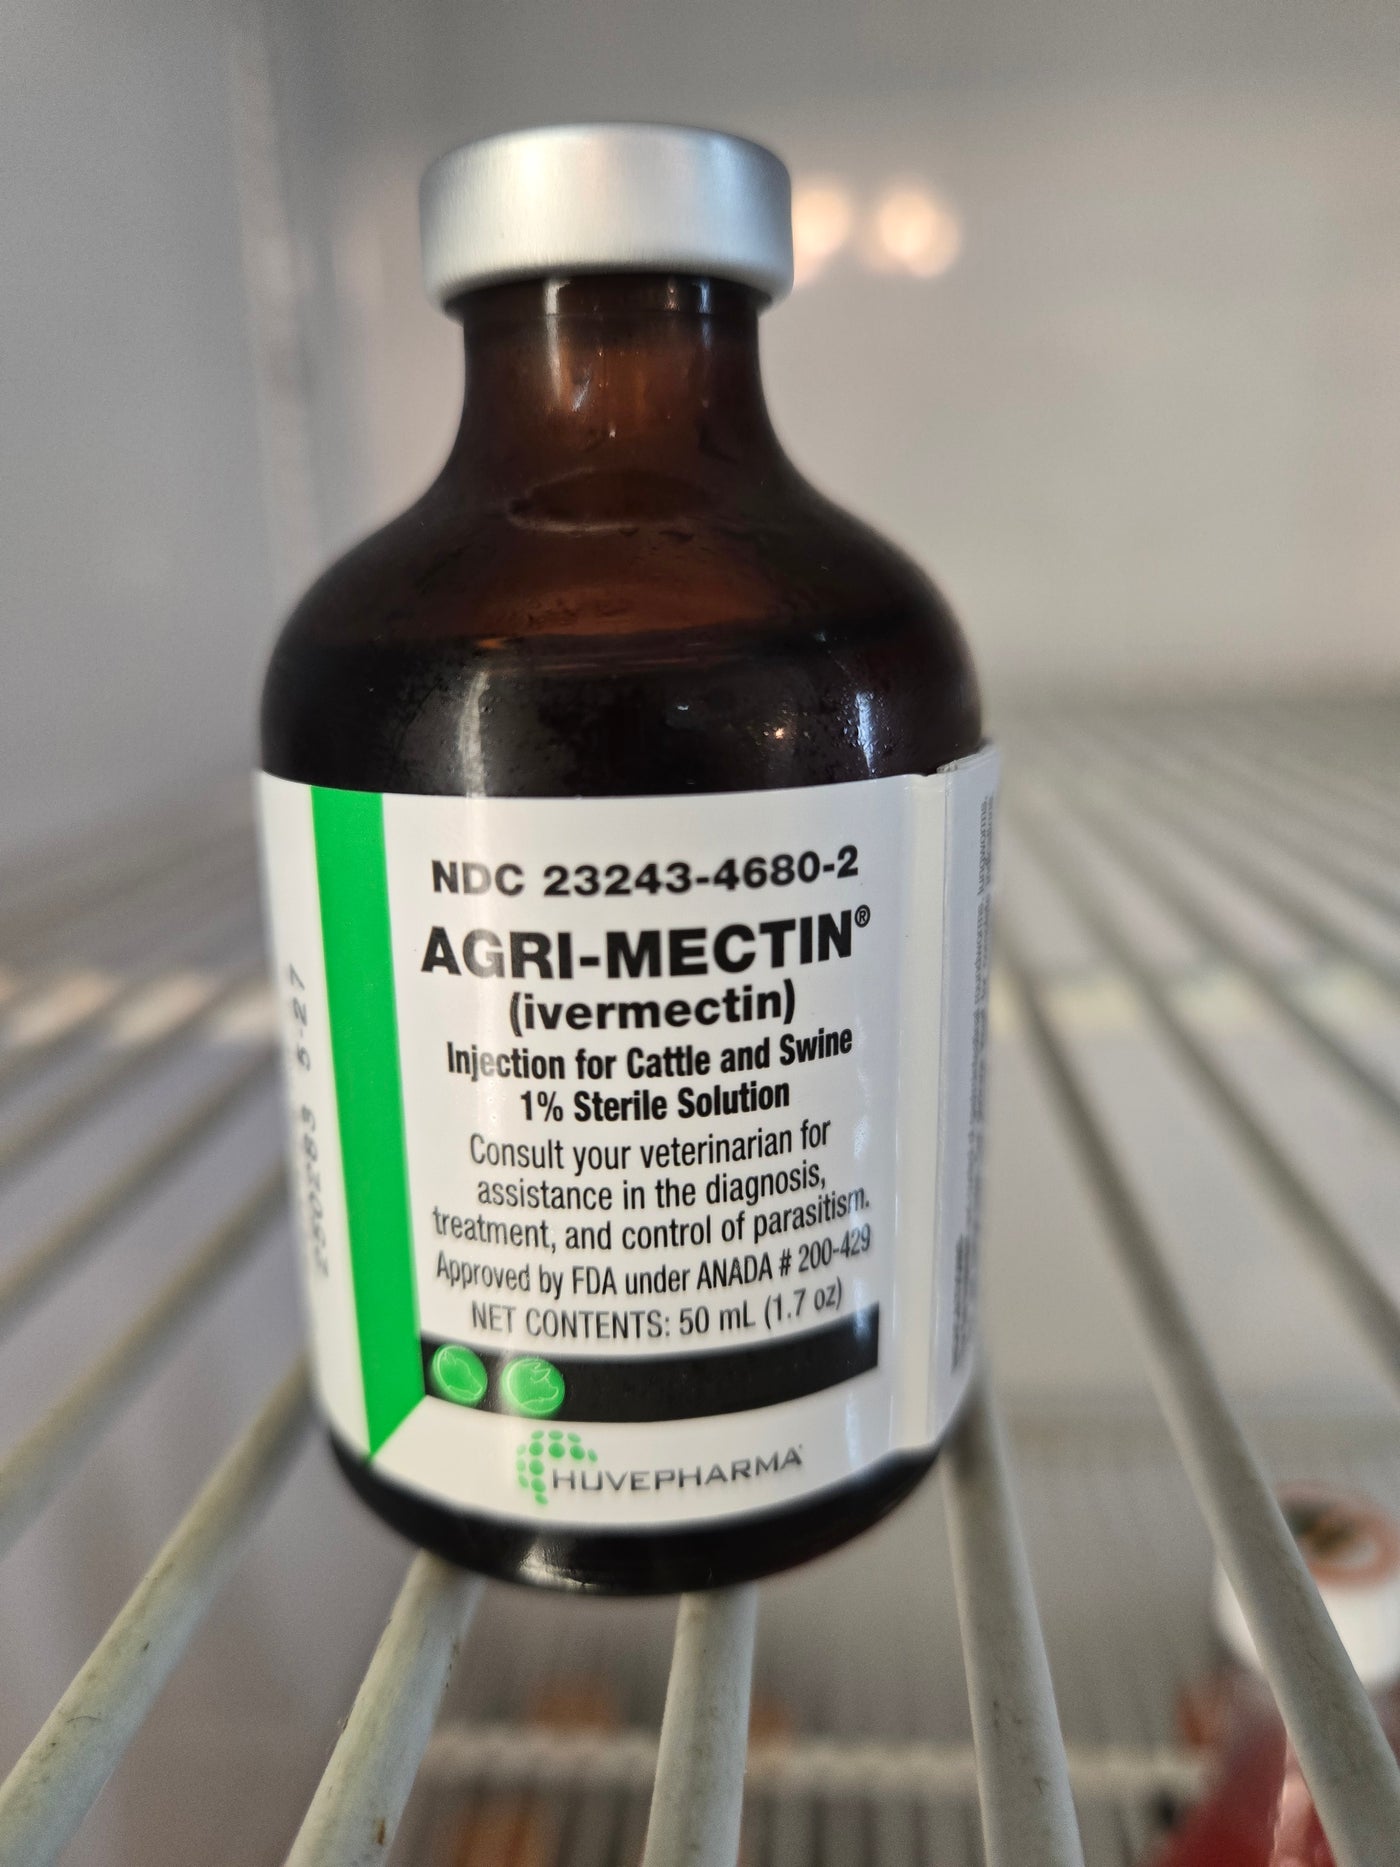 NDC 23243-4680-2
AGRI-MECTIN®
(ivermectin)
Injection for Cattle and Swine
1% Sterile Solution
Consult your veterinarian for
assistance in the diagnosis,
treatment, and control of parasitism.
Approved by FDA under ANADA # 200-429
NET CONTENTS: 50 mL (1.7 oz)
HUVEPHARMA
5-27